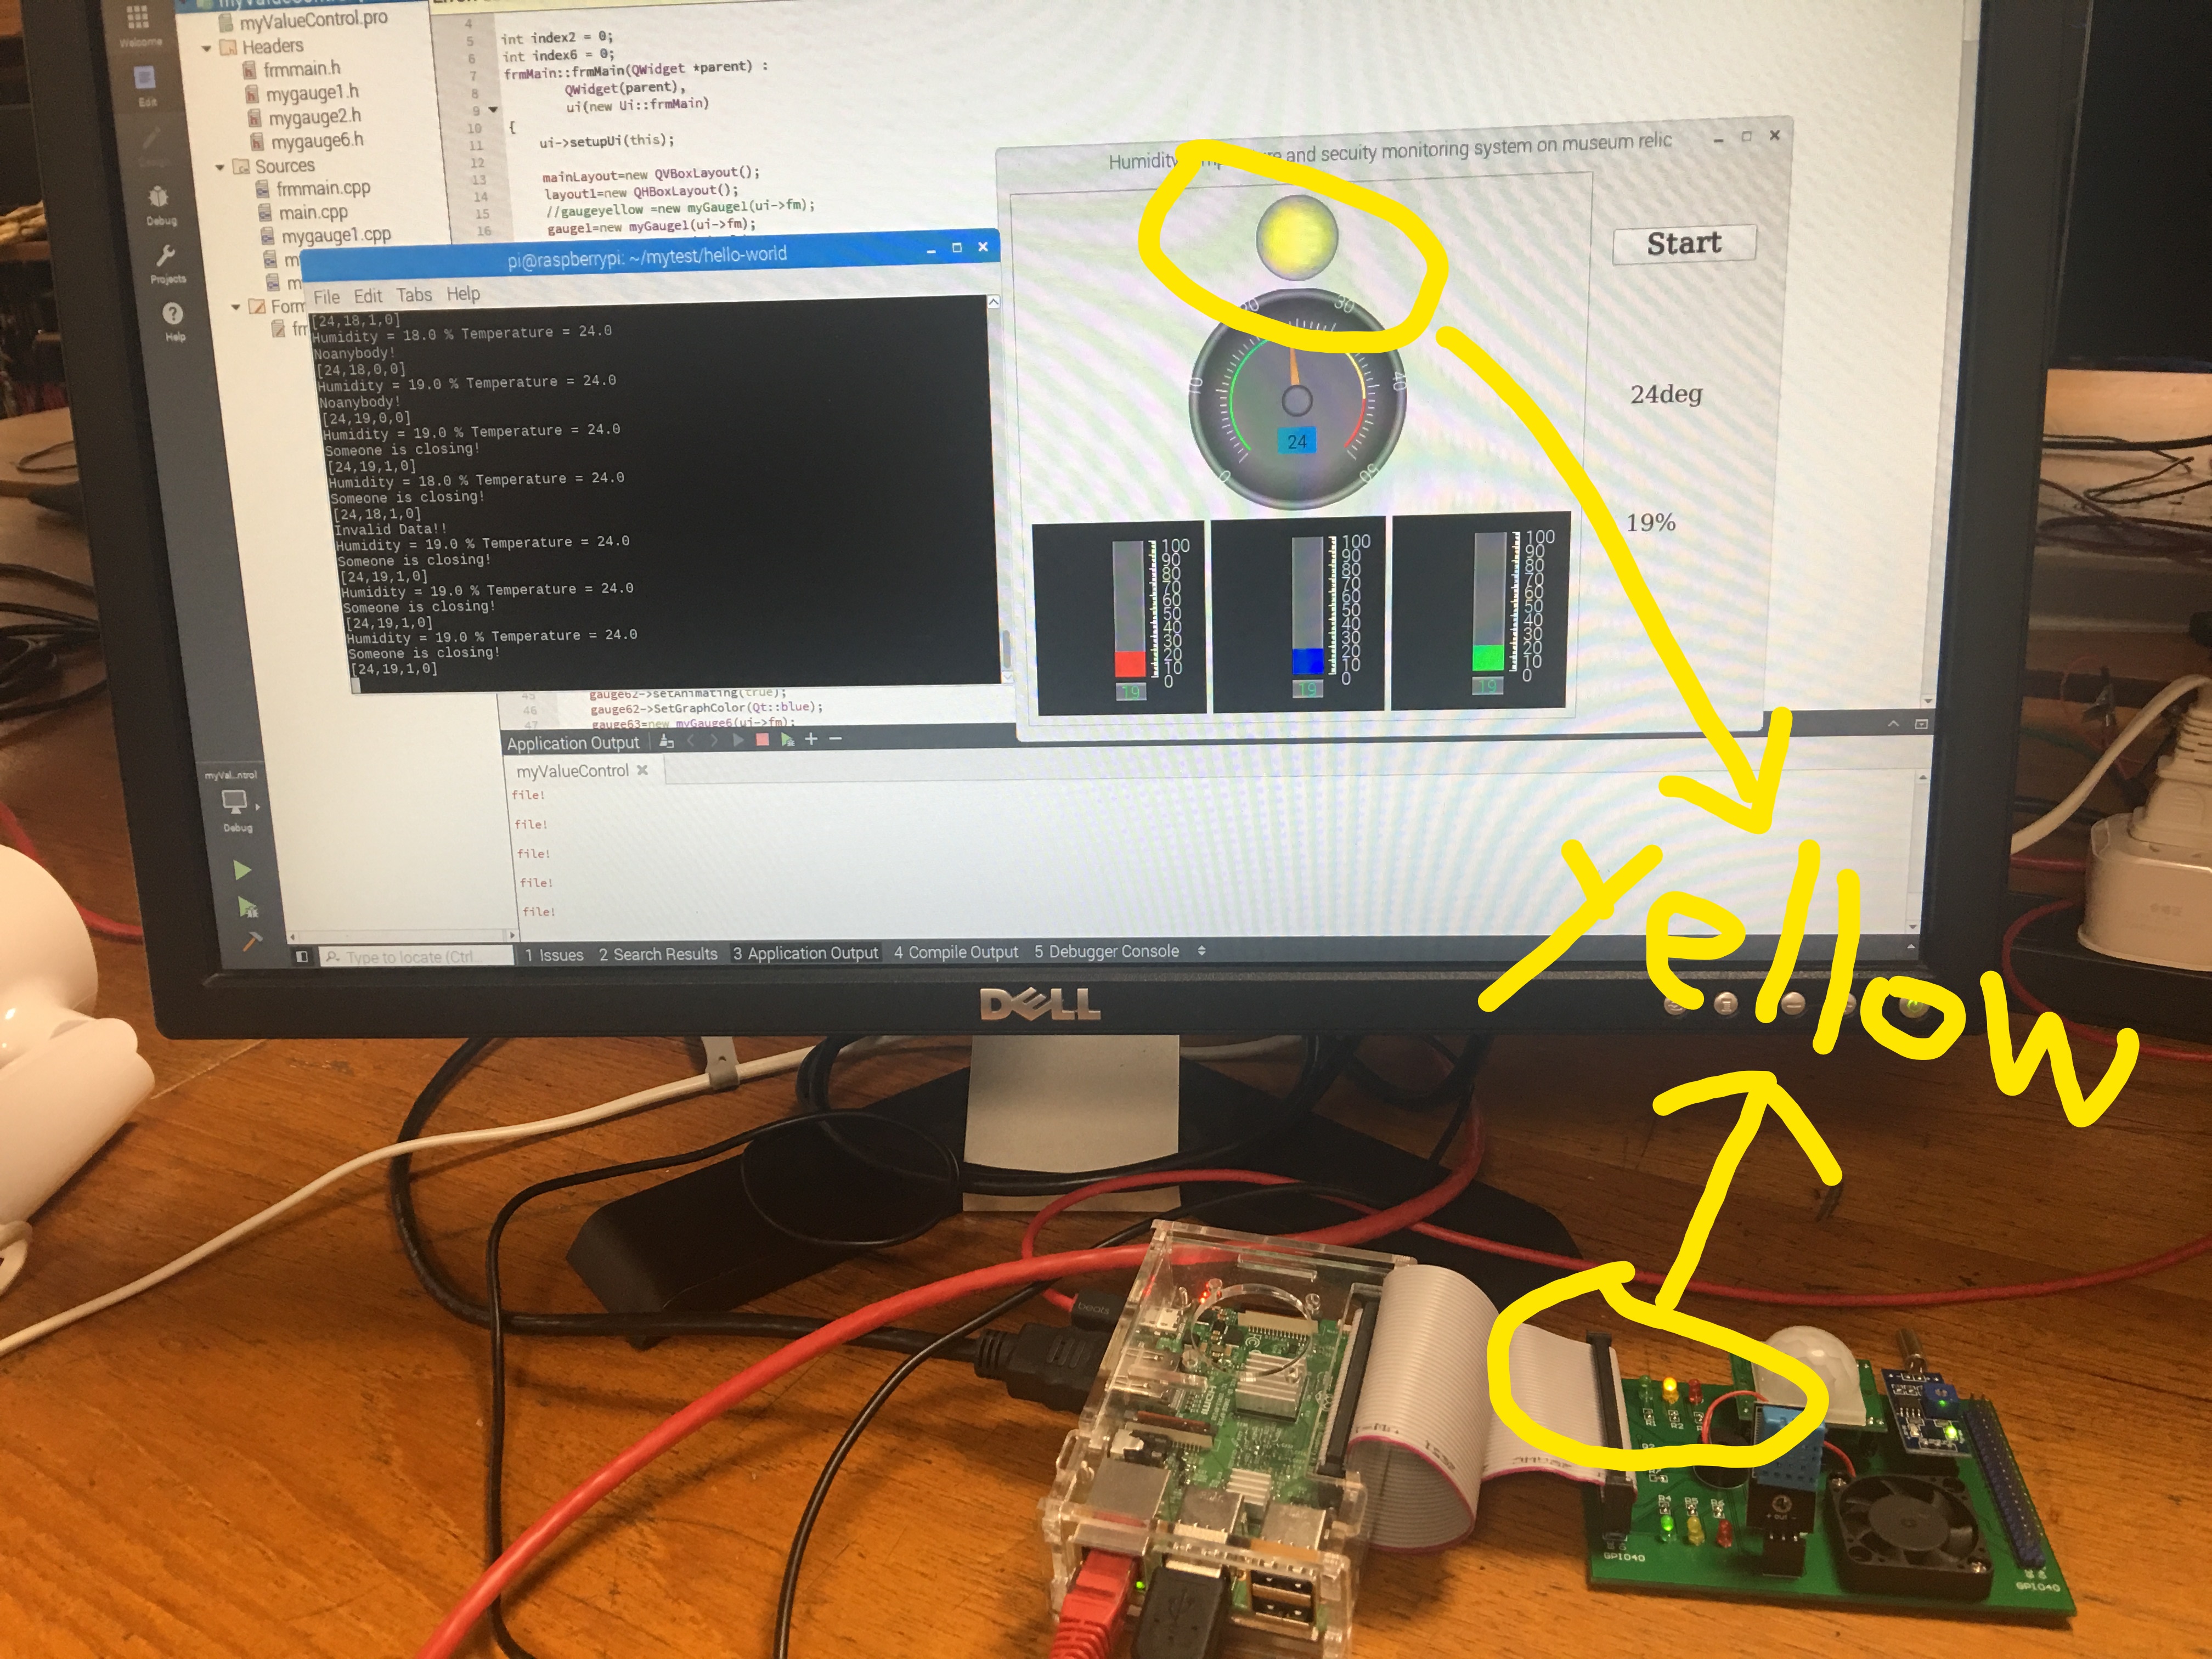 myValueControl.pro
Headers
frmmain.h
mygauge1.h
mygauge2.h
mygauge6.h
Sources
frmmain.cpp
main.cpp
mygauge1.cpp
Welcome
Edit
Debug
Projects
Help
4
5 int index2 = 0;
6 int index6 = 0;
7 frmMain::frmMain(QWidget *parent) :
8 QWidget(parent),
9 ui(new Ui::frmMain)
10 {
11 ui->setupUi(this);
12
13 mainLayout=new QVBoxLayout();
14 layout1=new QHBoxLayout();
15 //gaugeyellow =new myGauge1(ui->fm);
16 gauge1=new myGauge1(ui->fm);
pi@raspberrypi: ~/mytest/hello-world
File Edit Tabs Help
[24,18,1,0]
Humidity = 18.0 % Temperature = 24.0
Noanybody!
[24,18,0,0]
Humidity = 19.0 % Temperature = 24.0
Noanybody!
[24,19,0,0]
Humidity = 19.0 % Temperature = 24.0
Someone is closing!
[24,19,1,0]
Humidity = 18.0 % Temperature = 24.0
Someone is closing!
[24,18,1,0]
Invalid Data!!
Humidity = 19.0 % Temperature = 24.0
Someone is closing!
[24,19,1,0]
Humidity = 19.0 % Temperature = 24.0
Someone is closing!
[24,19,1,0]
Humidity = 19.0 % Temperature = 24.0
Someone is closing!
[24,19,1,0]
45 gauge62->setAnimating(true);
46 gauge62->SetGraphColor(Qt::blue);
47 gauge63=new myGauge6(ui->fm);
and secuity monitoring system on museum relic
Start
24deg
19%
0 10 30 40 50
24
100 90 80 70 60 50 40 30 20 10 0
19
100 90 80 70 60 50 40 30 20 10 0
19
100 90 80 70 60 50 40 30 20 10 0
19
Application Output
myValueControl
file!
file!
file!
file!
file!
myVal...ntrol
Debug
Type to locate (Ctrl...
1 Issues 2 Search Results 3 Application Output 4 Compile Output 5 Debugger Console
DELL
yellow
beats
R1 R2
R4 R5 R6
GPIO40
GPIO40